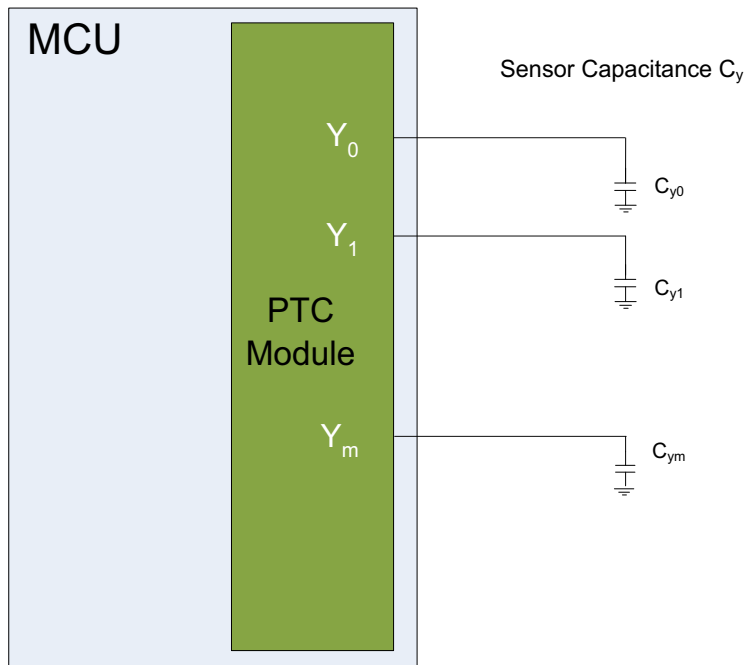 MCU
Sensor Capacitance Cy
Y0
Cy0
Y1
Cy1
PTC
Module
Ym
Cym